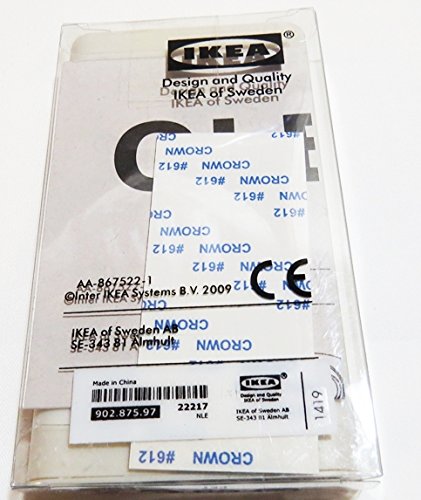 IKEA®
Design and Quality
IKEA of Sweden
CROWN
#612
CROWN
#612
CROWN
#612
CROWN
#612
CROWN
#612
CROWN
#612
AA-867522-1
©Inter IKEA Systems B.V. 2009
CE
IKEA of Sweden AB
SE-343 81 Älmhult
CROWN
Made in China
902.875.97
22217
NLE
IKEA
Design and Quality
IKEA of Sweden
IKEA of Sweden AB
SE-343 81 Älmhult
1419
CROWN
#612